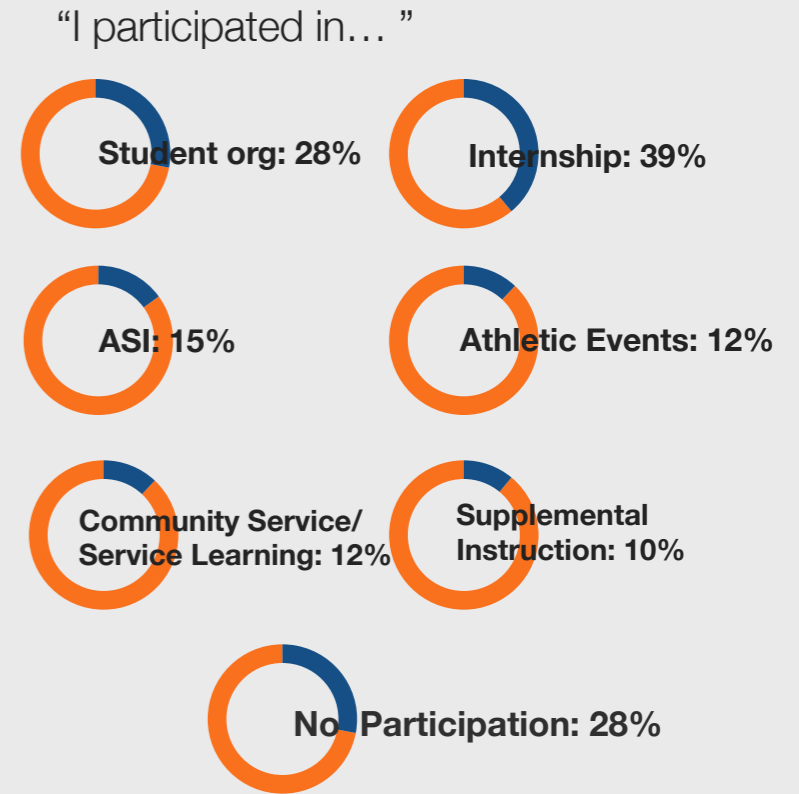 “I participated in… ”
Student org: 28%
Internship: 39%
ASI: 15%
Athletic Events: 12%
Community Service/
Service Learning: 12%
Supplemental
Instruction: 10%
No Participation: 28%